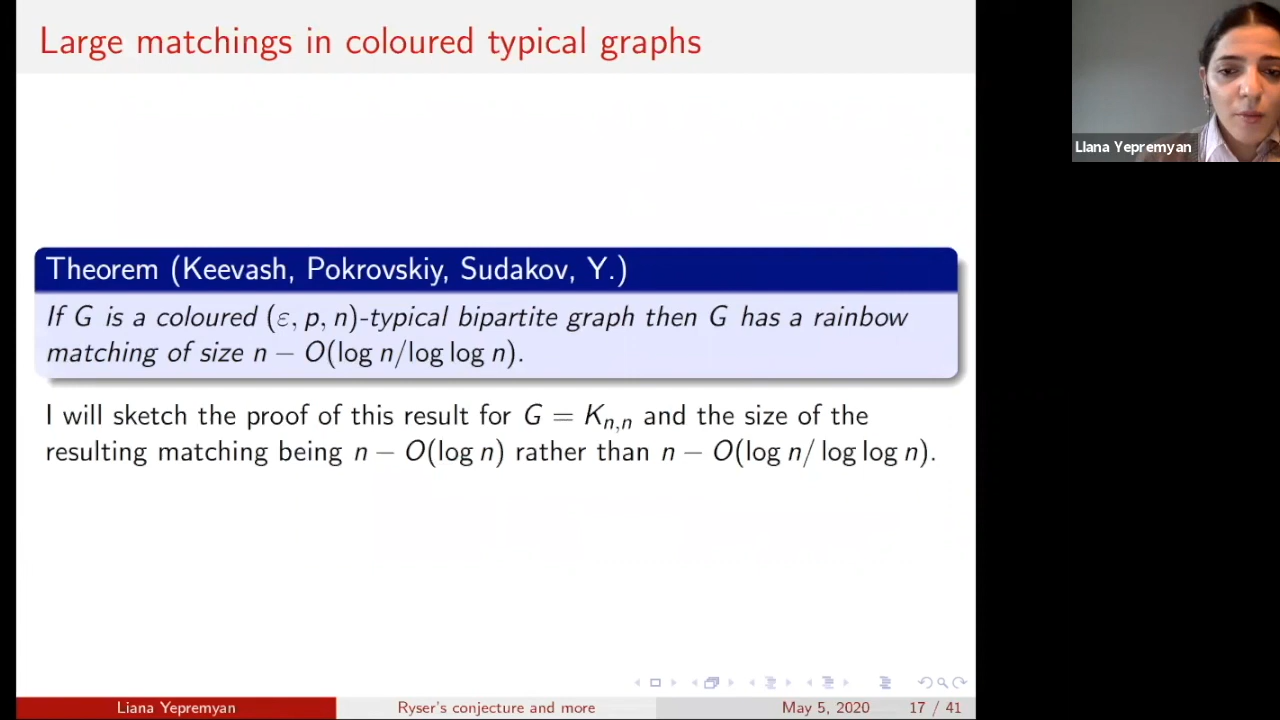 Large matchings in coloured typical graphs
Theorem (Keevash, Pokrovskiy, Sudakov, Y.)
If G is a coloured (ε, p, n)-typical bipartite graph then G has a rainbow
matching of size n − O(log n/log log n).
I will sketch the proof of this result for G = Kₙ,ₙ and the size of the
resulting matching being n − O(log n) rather than n − O(log n/ log log n).
Liana Yepremyan
Ryser's conjecture and more
May 5, 2020
17 / 41
LIana Yepremyan